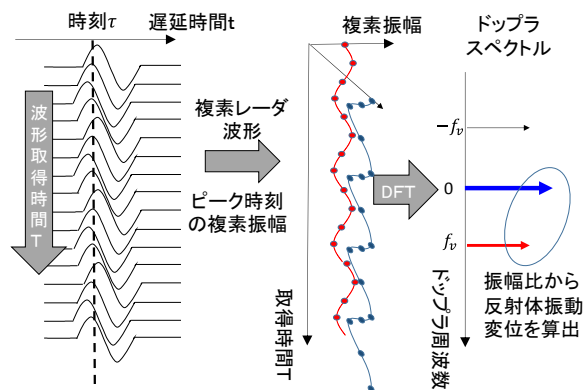 時刻τ
遅延時間t
波形取得時間T
複素レーダ
波形
ピーク時刻
の複素振幅
複素振幅
取得時間T
DFT
ドップラ
スペクトル
−fᵥ
0
fᵥ
ドップラ周波数
振幅比から
反射体振動
変位を算出